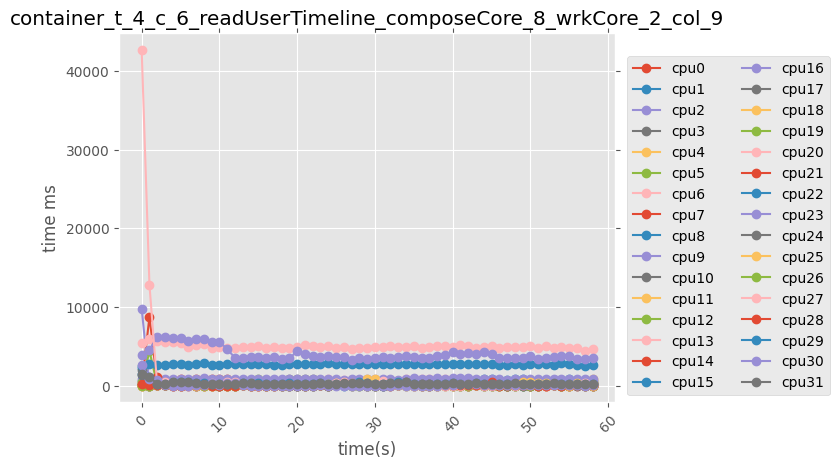 container_t_4_c_6_readUserTimeline_composeCore_8_wrkCore_2_col_9
time ms
40000
30000
20000
10000
0
0
10
20
30
40
50
60
time(s)
cpu0
cpu1
cpu2
cpu3
cpu4
cpu5
cpu6
cpu7
cpu8
cpu9
cpu10
cpu11
cpu12
cpu13
cpu14
cpu15
cpu16
cpu17
cpu18
cpu19
cpu20
cpu21
cpu22
cpu23
cpu24
cpu25
cpu26
cpu27
cpu28
cpu29
cpu30
cpu31